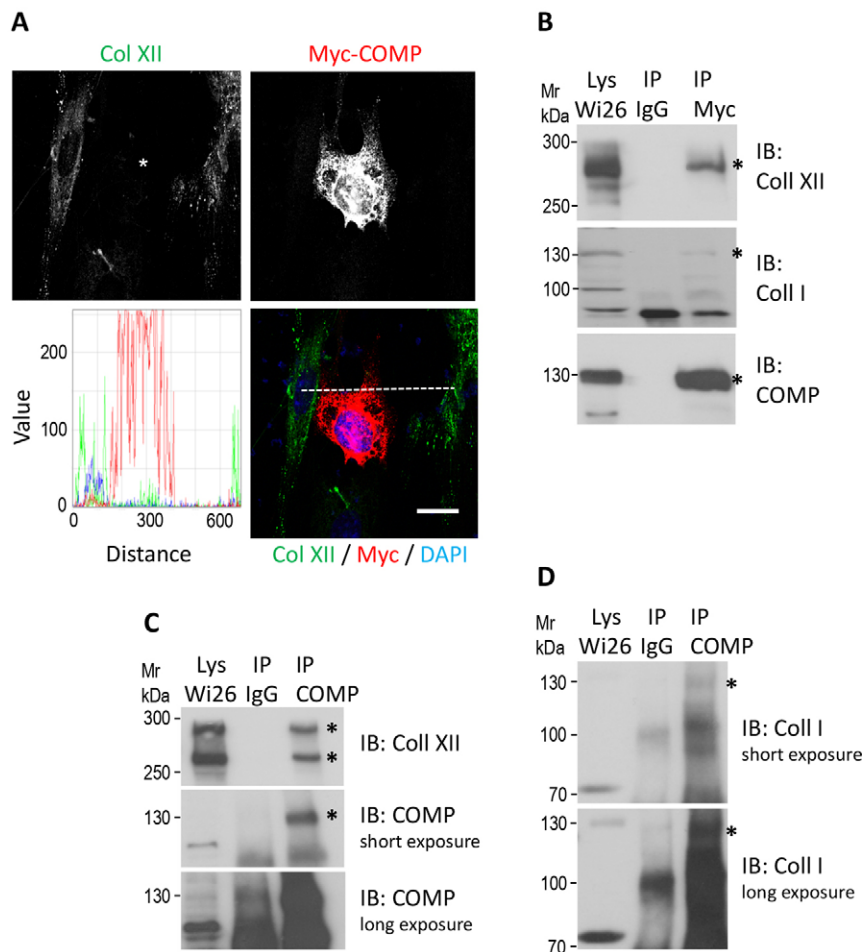 A
Col XII
Myc-COMP
*
200
100
0
Value
0
300
600
Distance
Col XII / Myc / DAPI
B
Mr
kDa
Lys
Wi26
IP
IgG
IP
Myc
300
250
*
IB:
Coll XII
130
100
*
IB:
Coll I
130
*
IB:
COMP
C
Mr
kDa
Lys
Wi26
IP
IgG
IP
COMP
300
250
*
*
IB: Coll XII
130
*
IB: COMP
short exposure
130
IB: COMP
long exposure
D
Mr
kDa
Lys
Wi26
IP
IgG
IP
COMP
130
100
70
*
IB: Coll I
short exposure
130
100
70
*
IB: Coll I
long exposure